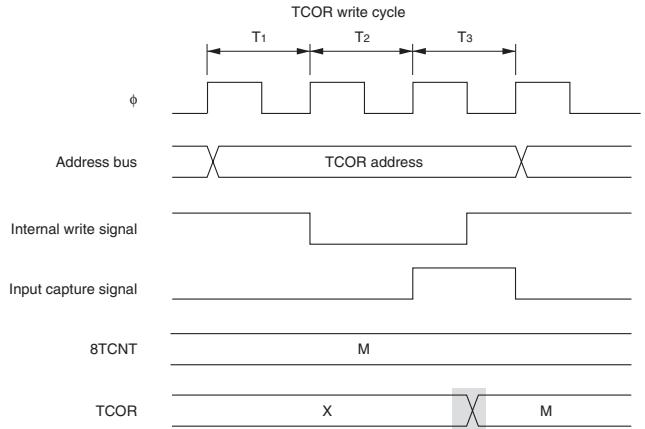 TCOR write cycle
T1 T2 T3
φ
Address bus
TCOR address
Internal write signal
Input capture signal
8TCNT
M
TCOR
X
M